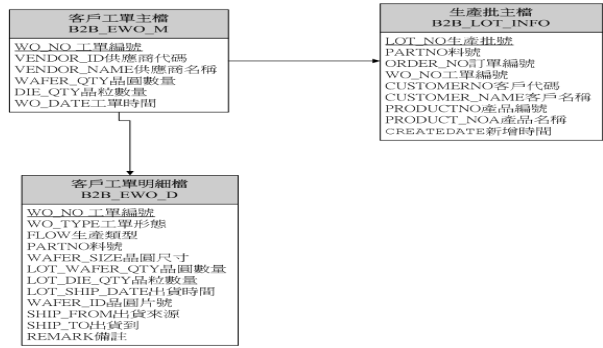 客戶工單主檔
B2B_EWO_M
WO_NO 工單編號
VENDOR_ID供應商代碼
VENDOR_NAME供應商名稱
WAFER_QTY晶圓數量
DIE_QTY晶粒數量
WO_DATE工單時間
生產批主檔
B2B_LOT_INFO
LOT_NO生產批號
PARTNO料號
ORDER_NO訂單編號
WO_NO工單編號
CUSTOMERNO客戶代碼
CUSTOMER_NAME客戶名稱
PRODUCTNO產品編號
PRODUCT_NOA產品名稱
CREATEDATE新增時間
客戶工單明細檔
B2B_EWO_D
WO_NO 工單編號
WO_TYPE工單形態
FLOW生產類型
PARTNO料號
WAFER_SIZE晶圓尺寸
LOT_WAFER_QTY晶圓數量
LOT_DIE_QTY晶粒數量
LOT_SHIP_DATE出貨時間
WAFER_ID晶圓片號
SHIP_FROM出貨來源
SHIP_TO出貨到
REMARK備註